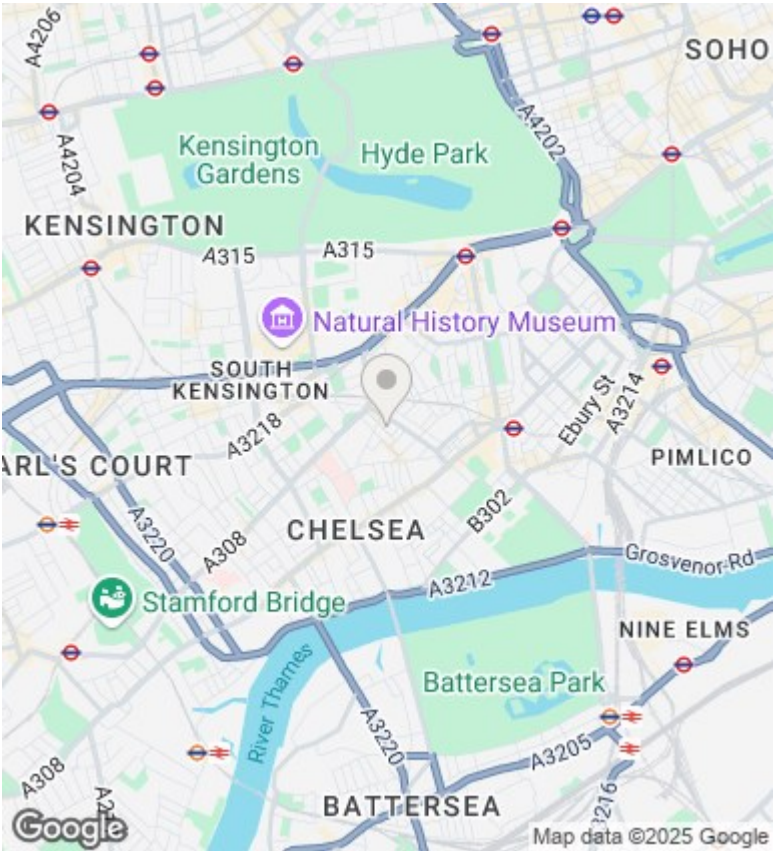 A4206
SOHO
A4202
A4204
Kensington
Gardens
Hyde Park
KENSINGTON
A315
A315
Natural History Museum
SOUTH
KENSINGTON
Ebury St
A3214
A3218
ARL'S COURT
PIMLICO
B302
CHELSEA
A3220
A308
Grosvenor Rd
A3212
Stamford Bridge
NINE ELMS
River Thames
Battersea Park
A3220
A3205
A308
BATTERSEA
A3216
Google
Map data ©2025 Google